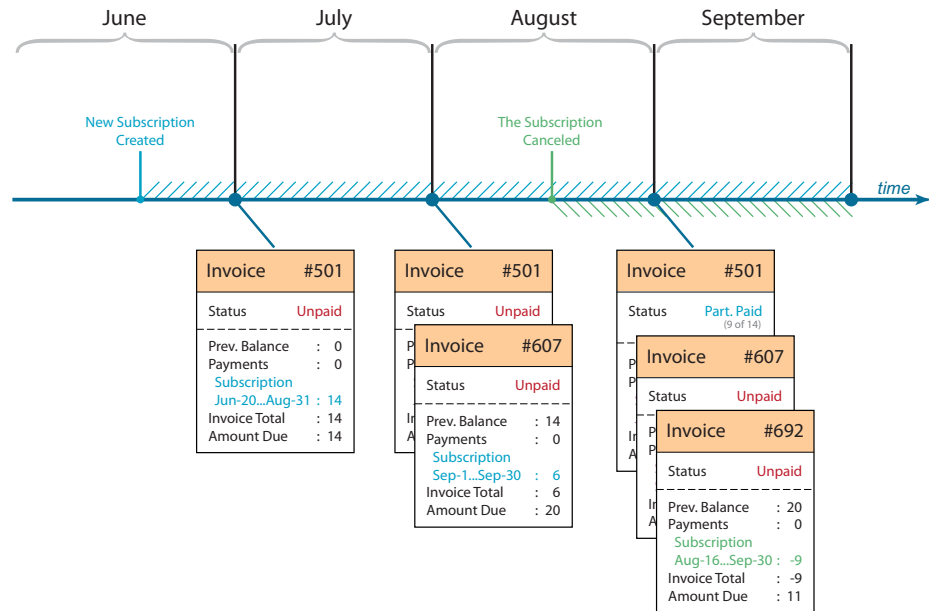 June
July
August
September
New Subscription
Created
The Subscription
Canceled
time
Invoice #501
Status Unpaid
Prev. Balance : 0
Payments : 0
Subscription
Jun-20...Aug-31 : 14
Invoice Total : 14
Amount Due : 14
Invoice #501
Status Unpaid
P
P
In
A
Invoice #607
Status Unpaid
Prev. Balance : 14
Payments : 0
Subscription
Sep-1...Sep-30 : 6
Invoice Total : 6
Amount Due : 20
Invoice #501
Status Part. Paid
(9 of 14)
P
P
In
A
Invoice #607
Status Unpaid
P
P
In
A
Invoice #692
Status Unpaid
Prev. Balance : 20
Payments : 0
Subscription
Aug-16...Sep-30 : -9
Invoice Total : -9
Amount Due : 11